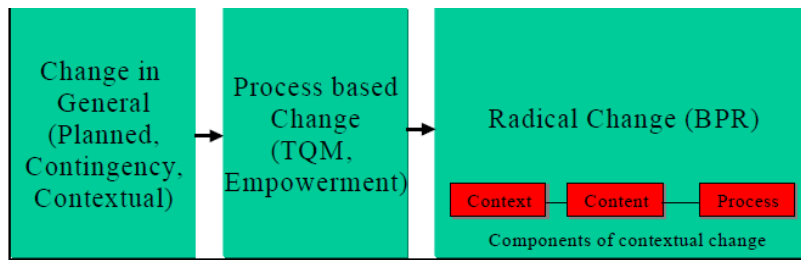 Change in
General
(Planned,
Contingency,
Contextual)
Process based
Change
(TQM,
Empowerment)
Radical Change (BPR)
Context
Content
Process
Components of contextual change